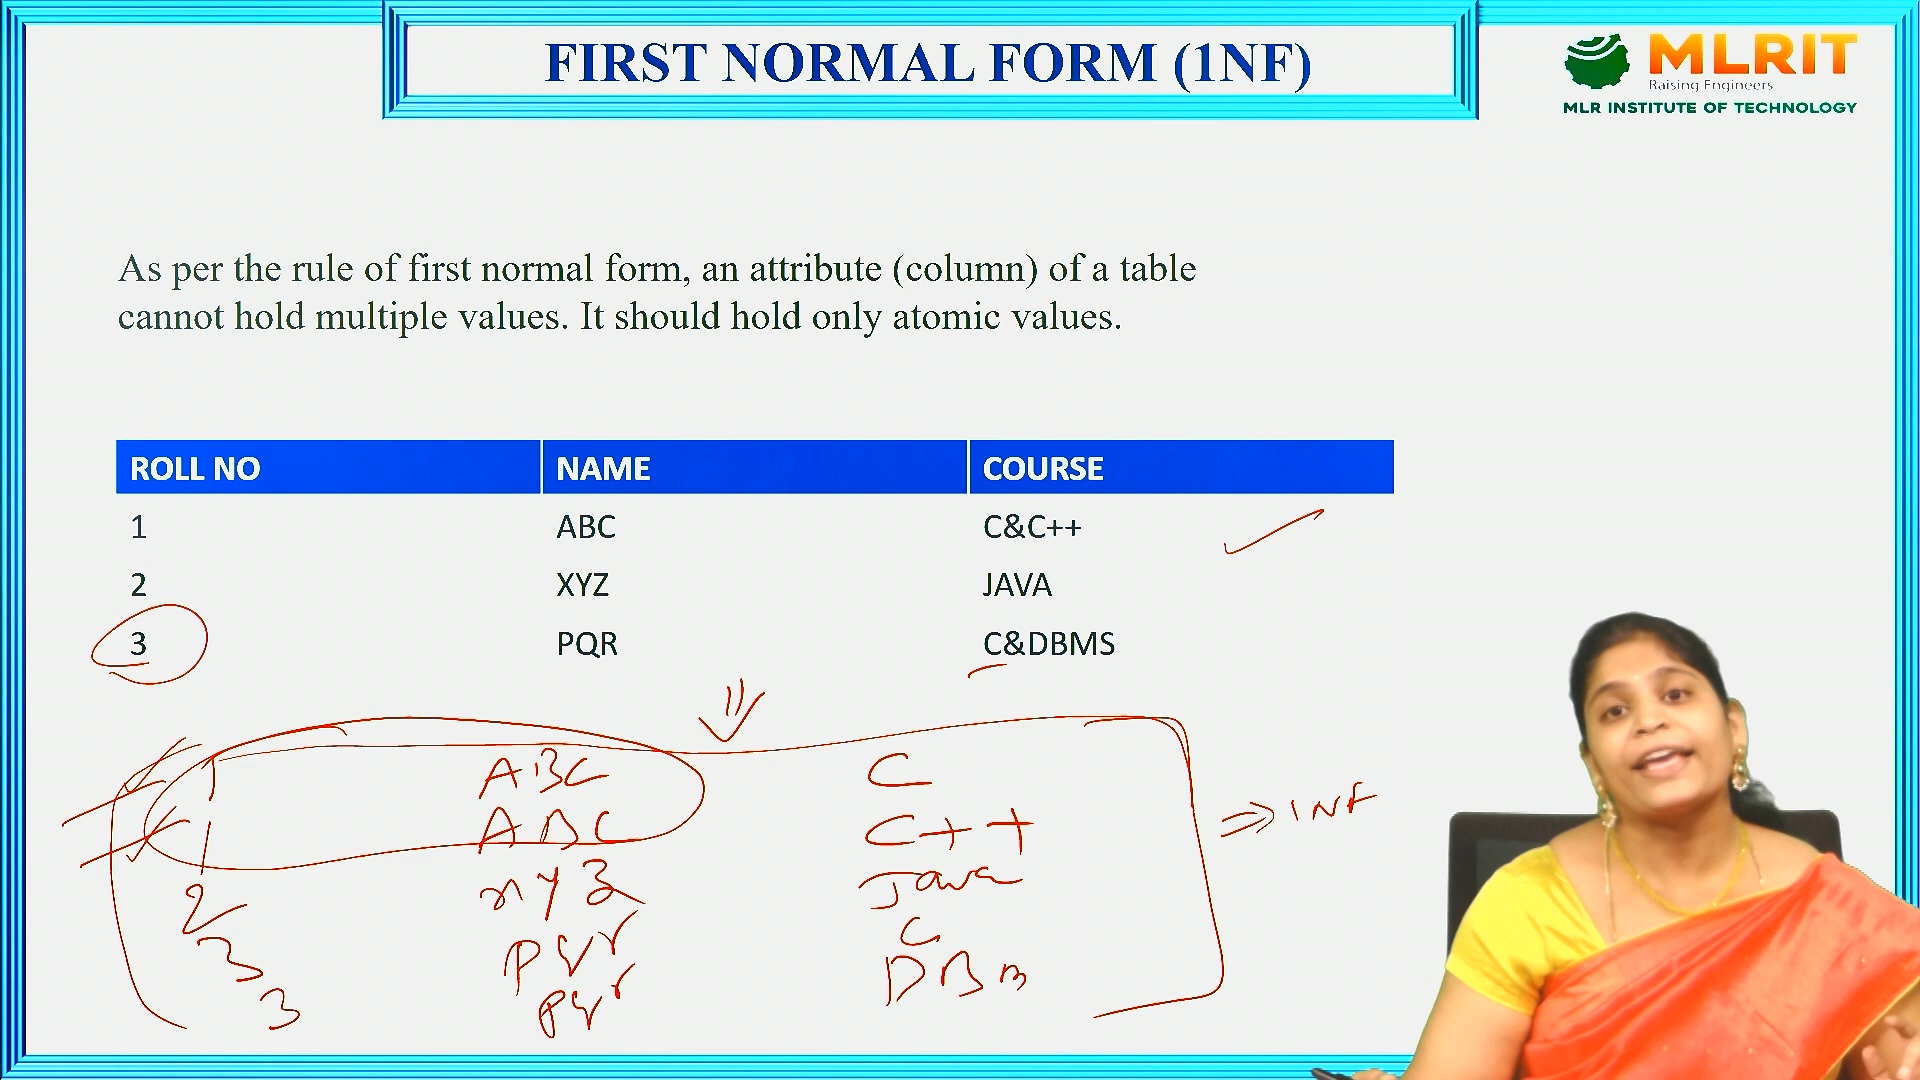 FIRST NORMAL FORM (1NF)
MLRIT
Raising Engineers
MLR INSTITUTE OF TECHNOLOGY
As per the rule of first normal form, an attribute (column) of a table
cannot hold multiple values. It should hold only atomic values.
ROLL NO NAME COURSE
1 ABC C&C++
2 XYZ JAVA
3 PQR C&DBMS
1 ABC C
1 ABC C++
2 xyz Java
3 pqr C
3 pqr DBM
⇒ 1NF